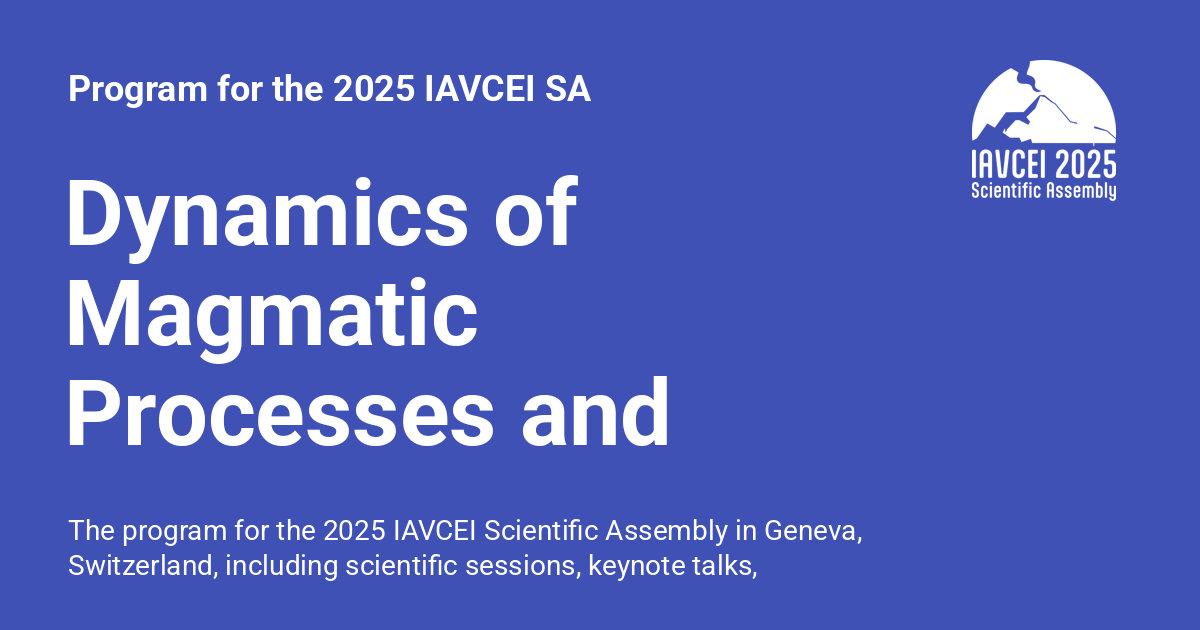 Program for the 2025 IAVCEI SA
IAVCEI 2025
Scientific Assembly
Dynamics of
Magmatic
Processes and
The program for the 2025 IAVCEI Scientific Assembly in Geneva,
Switzerland, including scientific sessions, keynote talks,